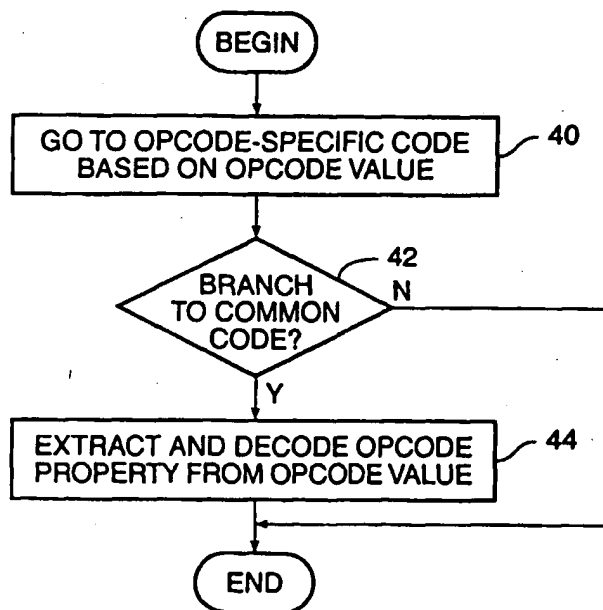 BEGIN
GO TO OPCODE-SPECIFIC CODE
BASED ON OPCODE VALUE
40
42
BRANCH
TO COMMON
CODE?
N
Y
EXTRACT AND DECODE OPCODE
PROPERTY FROM OPCODE VALUE
44
END